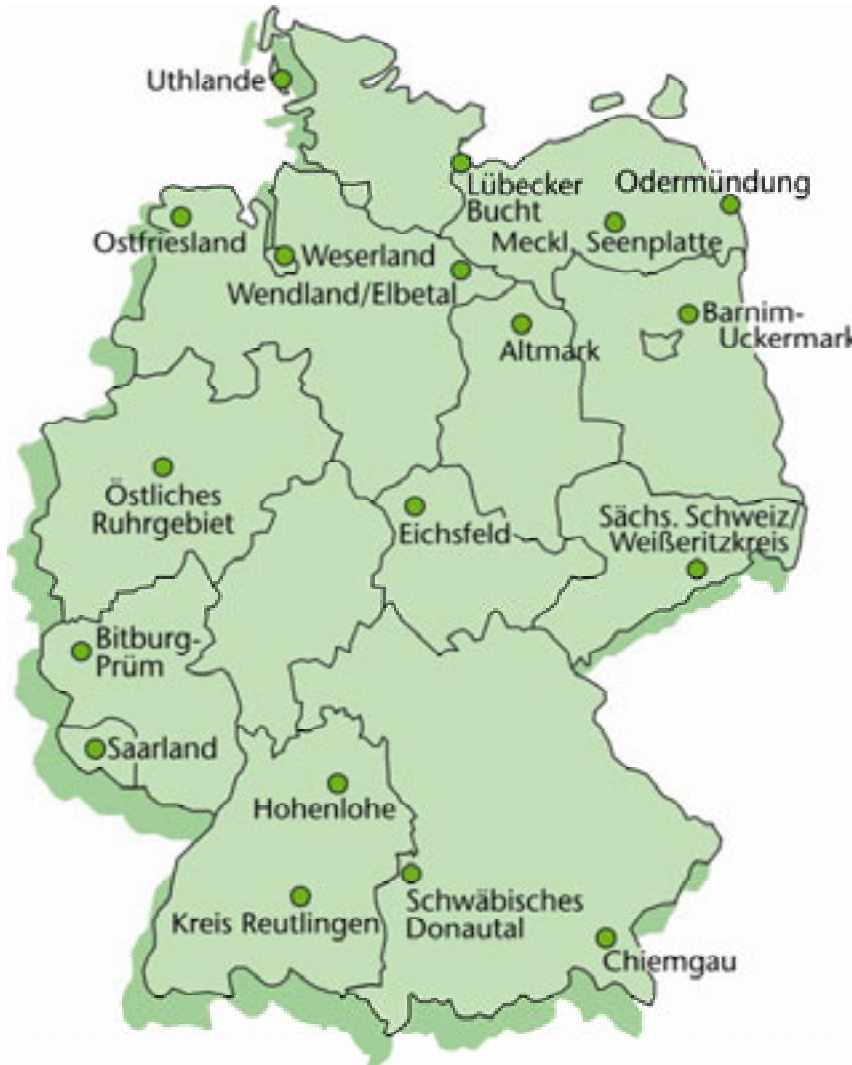 Uthlande
Lübecker
Bucht
Odermündung
Ostfriesland
Meckl. Seenplatte
Weserland
Wendland/Elbetal
Barnim-
Uckermark
Altmark
Östliches
Ruhrgebiet
Eichsfeld
Sächs. Schweiz/
Weißeritzkreis
Bitburg-
Prüm
Saarland
Hohenlohe
Kreis Reutlingen
Schwäbisches
Donautal
Chiemgau